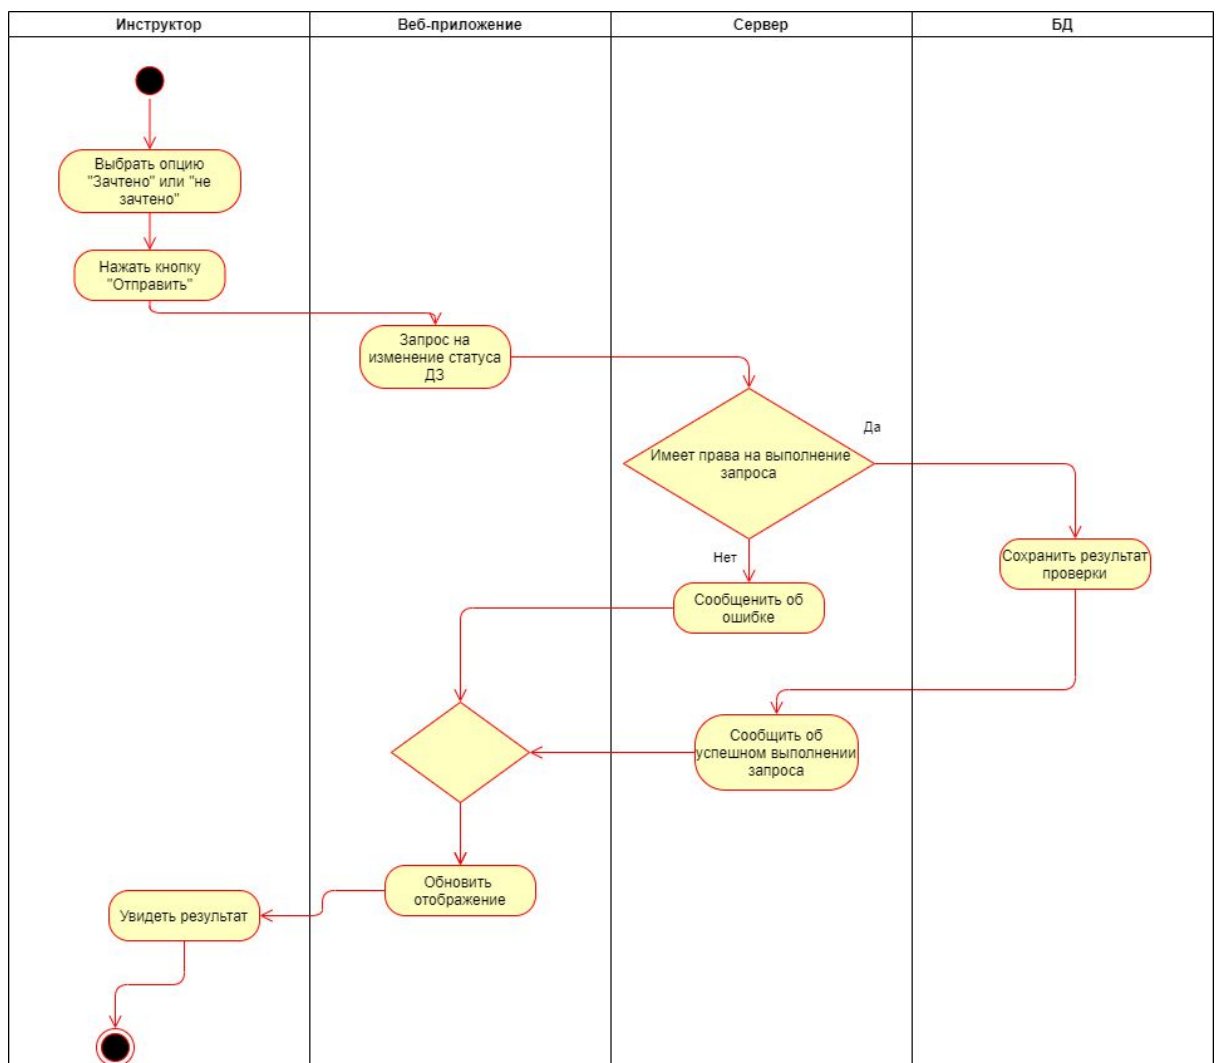 Инструктор
Веб-приложение
Сервер
БД
Выбрать опцию
"Зачтено" или "не
зачтено"
Нажать кнопку
"Отправить"
Запрос на
изменение статуса
ДЗ
Да
Имеет права на выполнение
запроса
Нет
Сохранить результат
проверки
Сообщенить об
ошибке
Сообщить об
успешном выполнении
запроса
Обновить
отображение
Увидеть результат